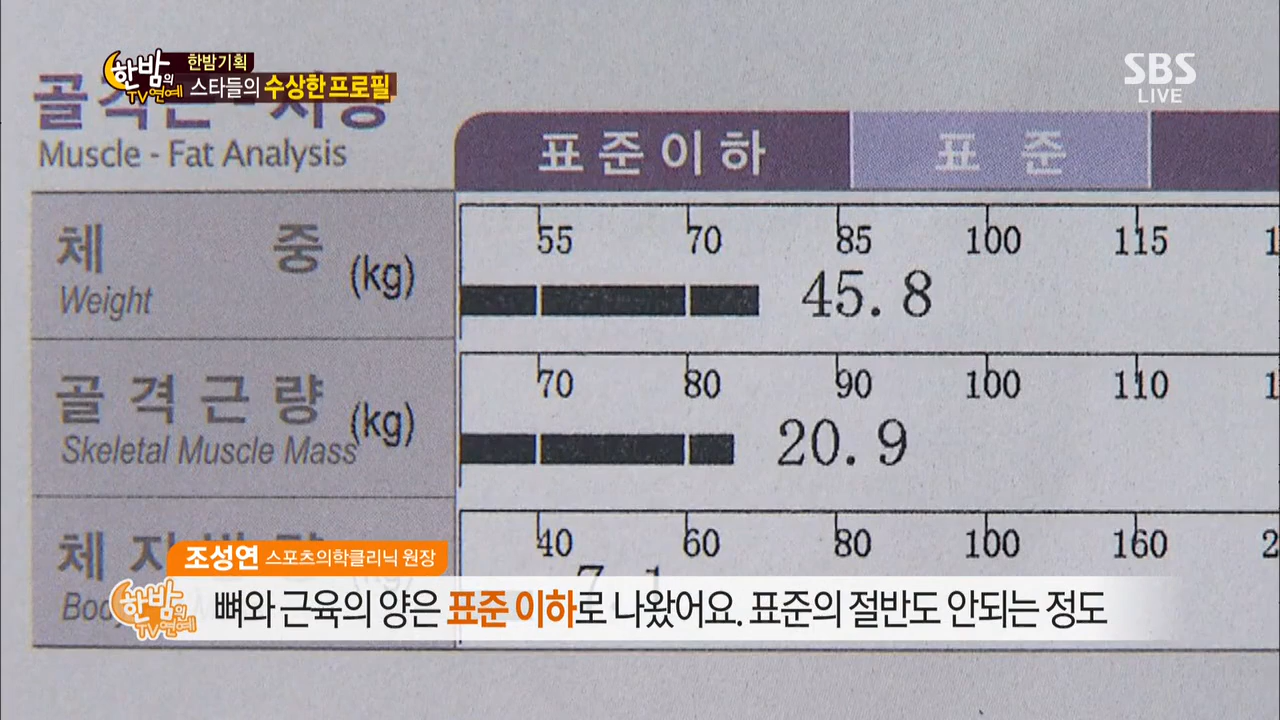 한밤의 TV연예
한밤기획
스타들의 수상한 프로필
SBS
LIVE
Muscle - Fat Analysis
표준이하 표 준
체 중 (kg)
Weight
55 70 85 100 115
45.8
골격근량 (kg)
Skeletal Muscle Mass
70 80 90 100 110
20.9
40 60 80 100 160
조성연 스포츠의학클리닉 원장
한밤의 TV연예
뼈와 근육의 양은 표준 이하로 나왔어요. 표준의 절반도 안되는 정도